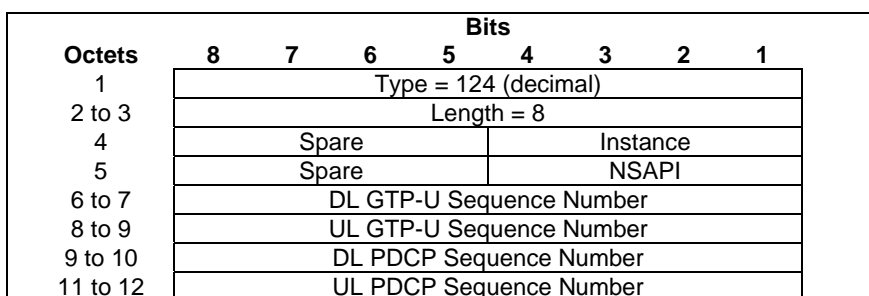 Bits
Octets 8 7 6 5 4 3 2 1
1 Type = 124 (decimal)
2 to 3 Length = 8
4 Spare Instance
5 Spare NSAPI
6 to 7 DL GTP-U Sequence Number
8 to 9 UL GTP-U Sequence Number
9 to 10 DL PDCP Sequence Number
11 to 12 UL PDCP Sequence Number